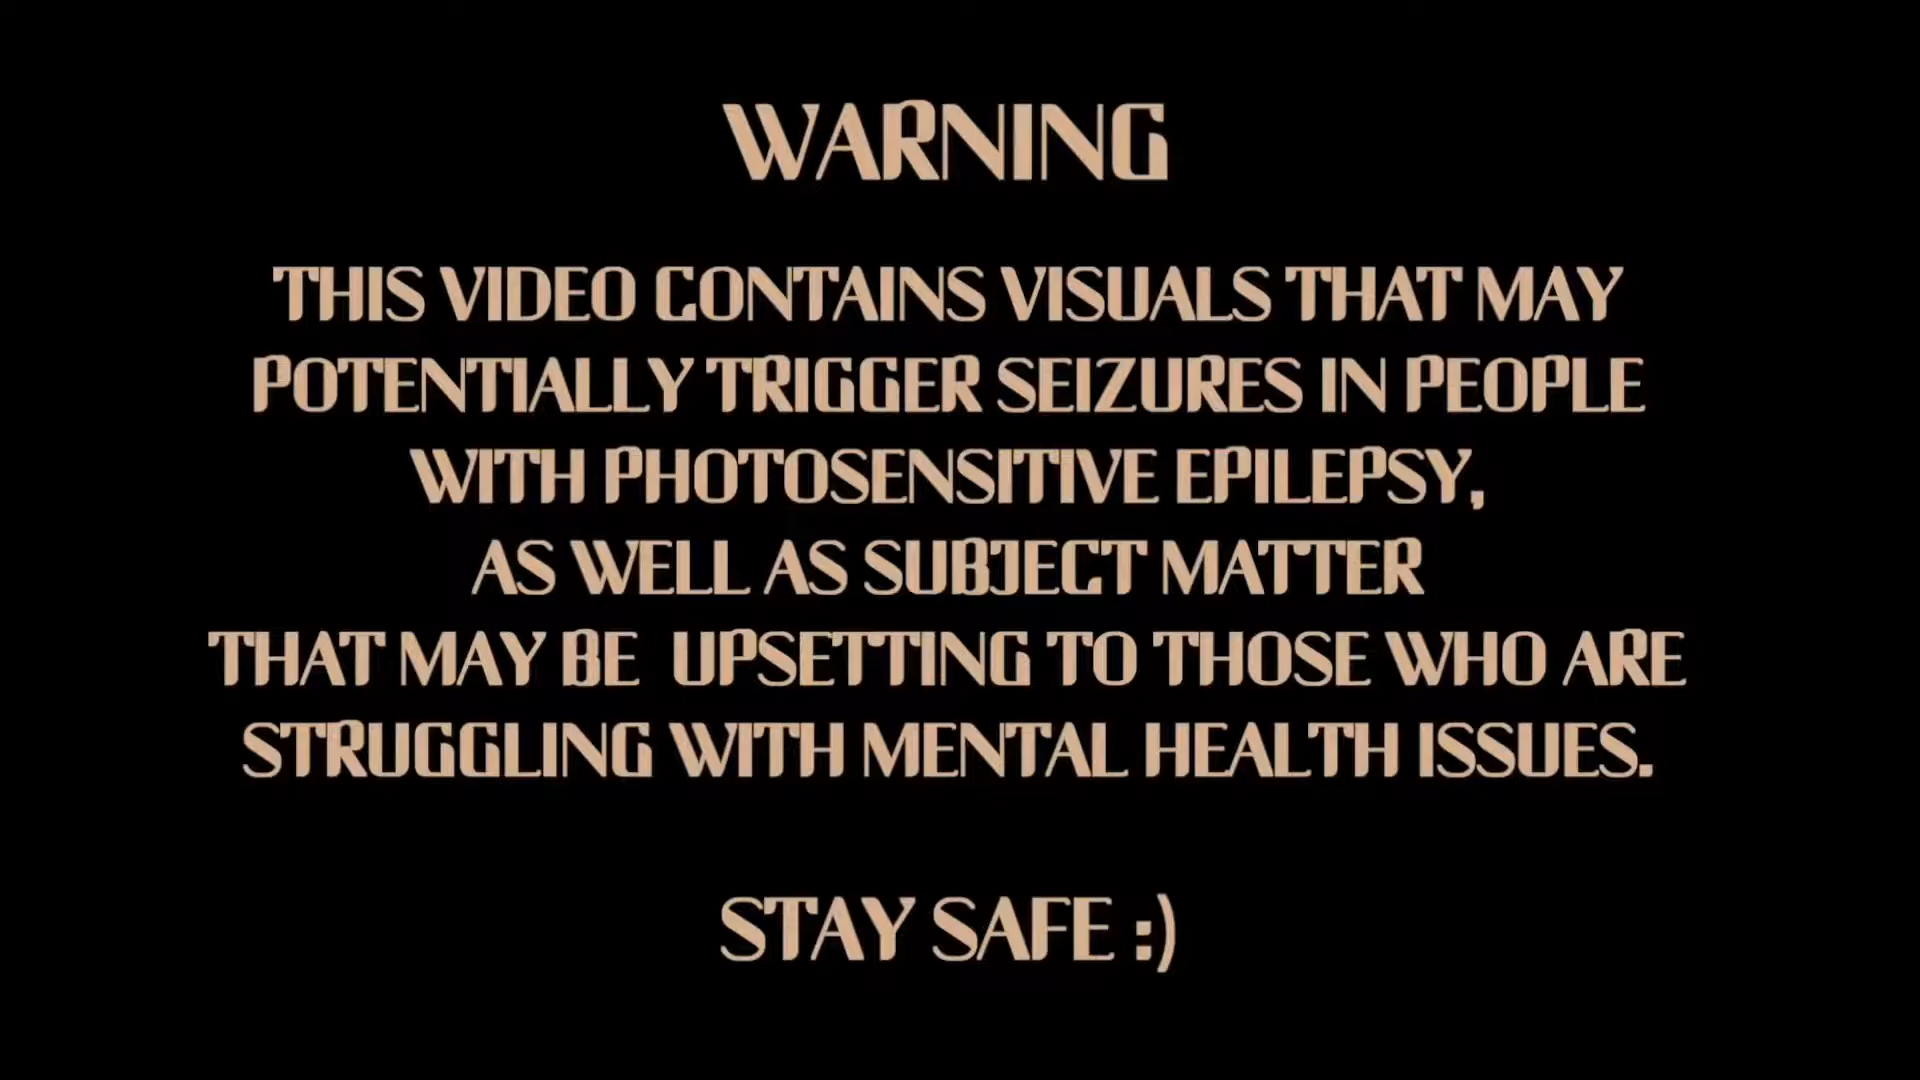 WARNING
THIS VIDEO CONTAINS VISUALS THAT MAY
POTENTIALLY TRIGGER SEIZURES IN PEOPLE
WITH PHOTOSENSITIVE EPILEPSY,
AS WELL AS SUBJECT MATTER
THAT MAY BE  UPSETTING TO THOSE WHO ARE
STRUGGLING WITH MENTAL HEALTH ISSUES.
STAY SAFE :)